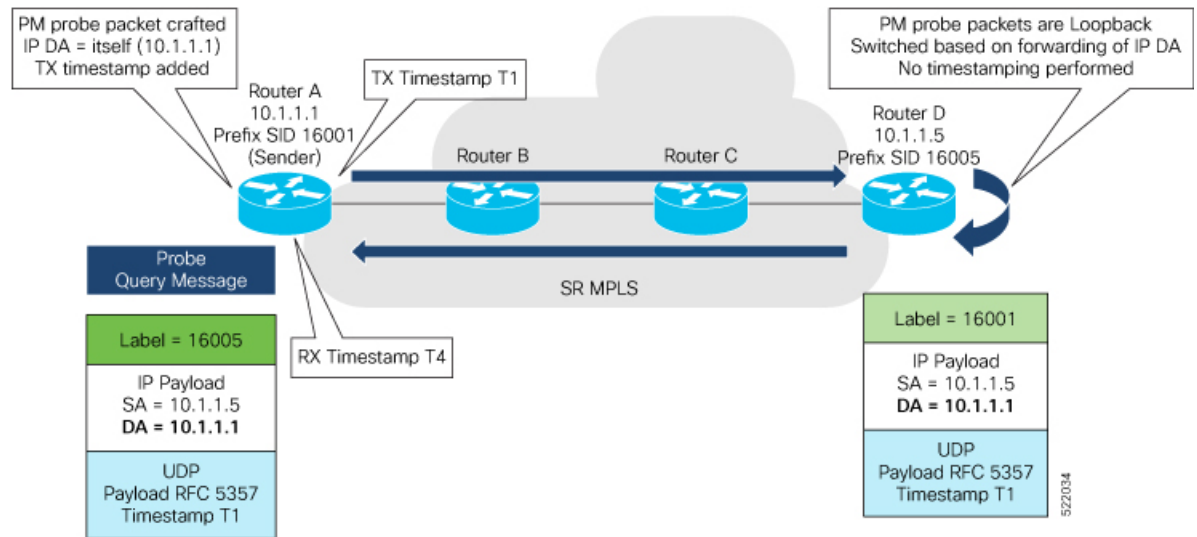 PM probe packet crafted
IP DA = itself (10.1.1.1)
TX timestamp added
Router A
10.1.1.1
Prefix SID 16001
(Sender)
TX Timestamp T1
Router B
Router C
Router D
10.1.1.5
Prefix SID 16005
PM probe packets are Loopback
Switched based on forwarding of IP DA
No timestamping performed
SR MPLS
RX Timestamp T4
Probe
Query Message
Label = 16005
IP Payload
SA = 10.1.1.5
DA = 10.1.1.1
UDP
Payload RFC 5357
Timestamp T1
Label = 16001
IP Payload
SA = 10.1.1.5
DA = 10.1.1.1
UDP
Payload RFC 5357
Timestamp T1
522034